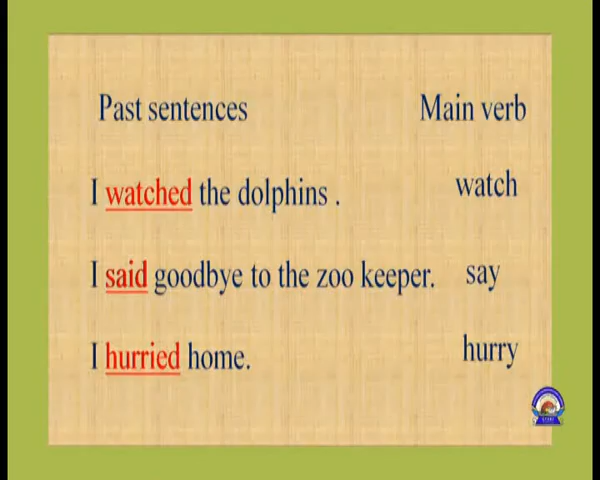 Past sentences Main verb
I watched the dolphins . watch
I said goodbye to the zoo keeper. say
I hurried home. hurry